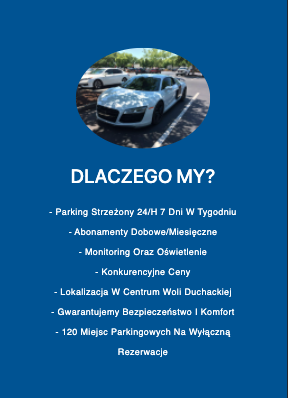 DLACZEGO MY?
- Parking Strzeżony 24/H 7 Dni W Tygodniu
- Abonamenty Dobowe/Miesięczne
- Monitoring Oraz Oświetlenie
- Konkurencyjne Ceny
- Lokalizacja W Centrum Woli Duchackiej
- Gwarantujemy Bezpieczeństwo I Komfort
- 120 Miejsc Parkingowych Na Wyłączną
Rezerwacje